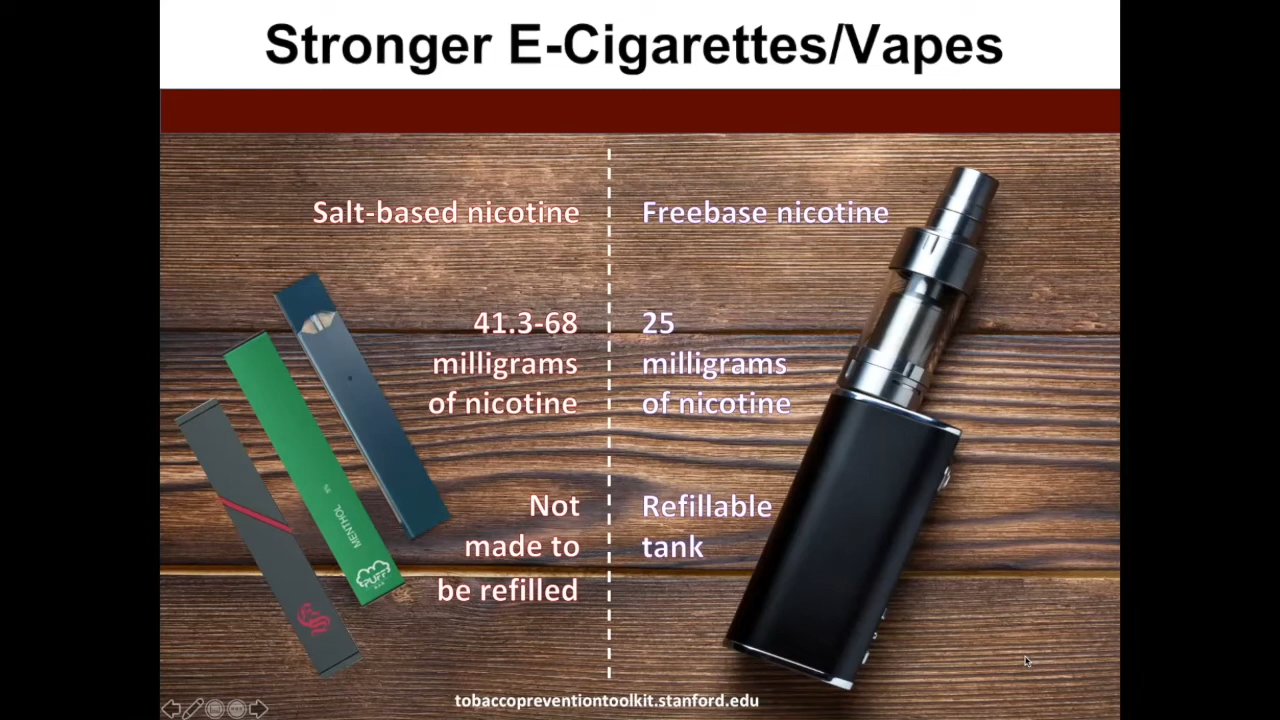 Stronger E-Cigarettes/Vapes
Salt-based nicotine
41.3-68
milligrams
of nicotine
Not
made to
be refilled
Freebase nicotine
25
milligrams
of nicotine
Refillable
tank
MENTHOL
PUFF
BAR
tobaccopreventiontoolkit.stanford.edu